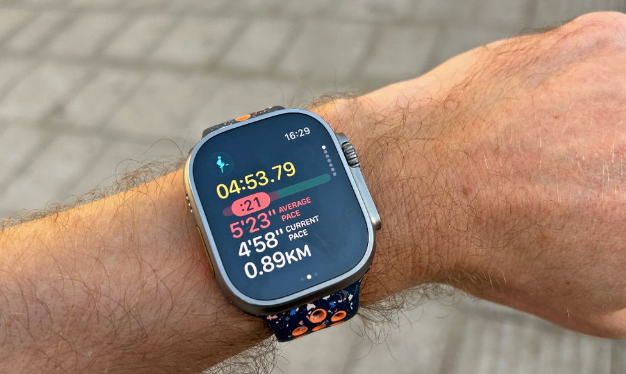 16:29
04:53.79
:21
5'23" AVERAGE PACE
4'58" CURRENT PACE
0.89KM